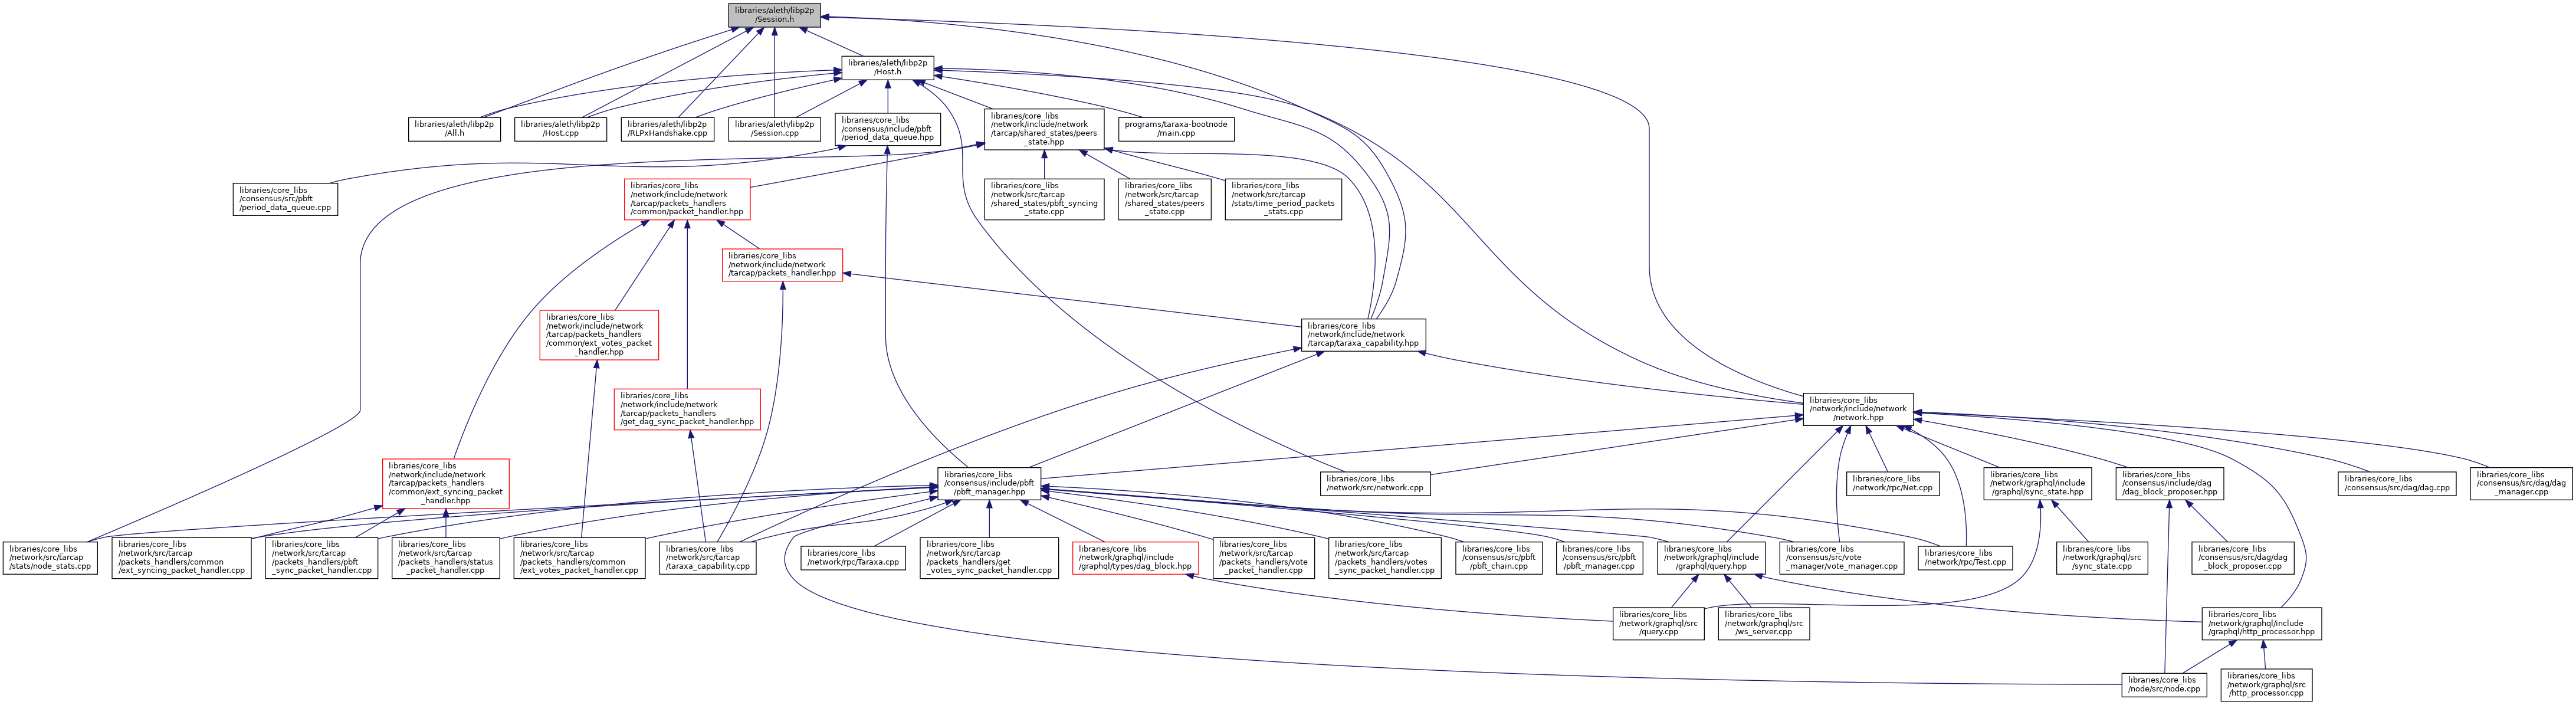 libraries/aleth/libp2p
/Session.h
libraries/aleth/libp2p
/Host.h
libraries/aleth/libp2p
/All.h
libraries/aleth/libp2p
/Host.cpp
libraries/aleth/libp2p
/RLPxHandshake.cpp
libraries/aleth/libp2p
/Session.cpp
libraries/core_libs
/consensus/include/pbft
/period_data_queue.hpp
libraries/core_libs
/network/include/network
/tarcap/shared_states/peers
_state.hpp
programs/taraxa-bootnode
/main.cpp
libraries/core_libs
/consensus/src/pbft
/period_data_queue.cpp
libraries/core_libs
/network/include/network
/tarcap/packets_handlers
/common/packet_handler.hpp
libraries/core_libs
/network/src/tarcap
/shared_states/pbft_syncing
_state.cpp
libraries/core_libs
/network/src/tarcap
/shared_states/peers
_state.cpp
libraries/core_libs
/network/src/tarcap
/stats/time_period_packets
_stats.cpp
libraries/core_libs
/network/include/network
/tarcap/packets_handler.hpp
libraries/core_libs
/network/include/network
/tarcap/packets_handlers
/common/ext_votes_packet
_handler.hpp
libraries/core_libs
/network/include/network
/tarcap/taraxa_capability.hpp
libraries/core_libs
/network/include/network
/tarcap/packets_handlers
/get_dag_sync_packet_handler.hpp
libraries/core_libs
/network/include/network
/network.hpp
libraries/core_libs
/network/include/network
/tarcap/packets_handlers
/common/ext_syncing_packet
_handler.hpp
libraries/core_libs
/consensus/include/pbft
/pbft_manager.hpp
libraries/core_libs
/network/src/network.cpp
libraries/core_libs
/network/rpc/Net.cpp
libraries/core_libs
/network/graphql/include
/graphql/sync_state.hpp
libraries/core_libs
/consensus/include/dag
/dag_block_proposer.hpp
libraries/core_libs
/consensus/src/dag/dag.cpp
libraries/core_libs
/consensus/src/dag/dag
_manager.cpp
libraries/core_libs
/network/src/tarcap
/stats/node_stats.cpp
libraries/core_libs
/network/src/tarcap
/packets_handlers/common
/ext_syncing_packet_handler.cpp
libraries/core_libs
/network/src/tarcap
/packets_handlers/pbft
_sync_packet_handler.cpp
libraries/core_libs
/network/src/tarcap
/packets_handlers/status
_packet_handler.cpp
libraries/core_libs
/network/src/tarcap
/packets_handlers/common
/ext_votes_packet_handler.cpp
libraries/core_libs
/network/src/tarcap
/taraxa_capability.cpp
libraries/core_libs
/network/rpc/Taraxa.cpp
libraries/core_libs
/network/src/tarcap
/packets_handlers/get
_votes_sync_packet_handler.cpp
libraries/core_libs
/network/graphql/include
/graphql/types/dag_block.hpp
libraries/core_libs
/network/src/tarcap
/packets_handlers/vote
_packet_handler.cpp
libraries/core_libs
/network/src/tarcap
/packets_handlers/votes
_sync_packet_handler.cpp
libraries/core_libs
/consensus/src/pbft
/pbft_chain.cpp
libraries/core_libs
/consensus/src/pbft
/pbft_manager.cpp
libraries/core_libs
/network/graphql/include
/graphql/query.hpp
libraries/core_libs
/consensus/src/vote
_manager/vote_manager.cpp
libraries/core_libs
/network/rpc/Test.cpp
libraries/core_libs
/network/graphql/src
/sync_state.cpp
libraries/core_libs
/consensus/src/dag/dag
_block_proposer.cpp
libraries/core_libs
/network/graphql/src
/query.cpp
libraries/core_libs
/network/graphql/src
/ws_server.cpp
libraries/core_libs
/network/graphql/include
/graphql/http_processor.hpp
libraries/core_libs
/node/src/node.cpp
libraries/core_libs
/network/graphql/src
/http_processor.cpp